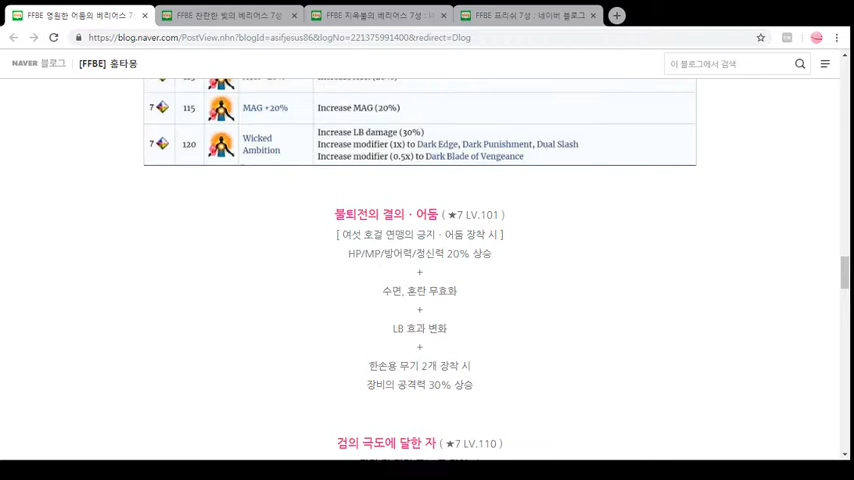 FFBE 영원한 어둠의 베리어스 7
FFBE 찬란한 빛의 베리어스 7성
FFBE 지옥불의 베리어스 7성 : 네
FFBE 프리쉬 7성 : 네이버 블로그
https://blog.naver.com/PostView.nhn?blogId=asifjesus86&logNo=221375991400&redirect=Dlog
NAVER 블로그 [FFBE] 홍타몽
이 블로그에서 검색
7 115 MAG +20% Increase MAG (20%)
7 120 Wicked Ambition
Increase LB damage (30%)
Increase modifier (1x) to Dark Edge, Dark Punishment, Dual Slash
Increase modifier (0.5x) to Dark Blade of Vengeance
불퇴전의 결의 · 어둠 ( ★7 LV.101 )
[ 여섯 호걸 연맹의 긍지 · 어둠 장착 시 ]
HP/MP/방어력/정신력 20% 상승
+
수면, 혼란 무효화
+
LB 효과 변화
+
한손용 무기 2개 장착 시
장비의 공격력 30% 상승
검의 극도에 달한 자 ( ★7 LV.110 )